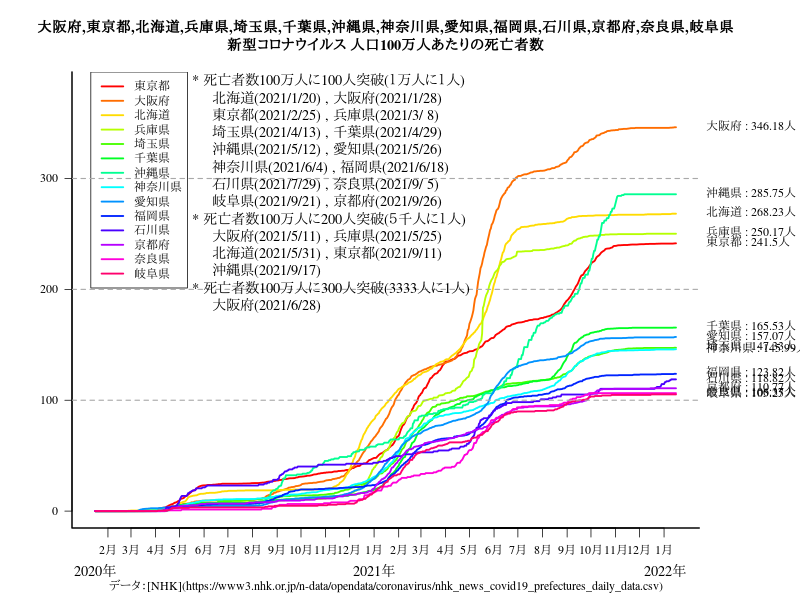 大阪府,東京都,北海道,兵庫県,埼玉県,千葉県,沖縄県,神奈川県,愛知県,福岡県,石川県,京都府,奈良県,岐阜県
新型コロナウイルス 人口100万人あたりの死亡者数
東京都
大阪府
北海道
兵庫県
埼玉県
千葉県
沖縄県
神奈川県
愛知県
福岡県
石川県
京都府
奈良県
岐阜県
* 死亡者数100万人に100人突破(1万人に1人)
北海道(2021/1/20) , 大阪府(2021/1/28)
東京都(2021/2/25) , 兵庫県(2021/3/ 8)
埼玉県(2021/4/13) , 千葉県(2021/4/29)
沖縄県(2021/5/12) , 愛知県(2021/5/26)
神奈川県(2021/6/4) , 福岡県(2021/6/18)
石川県(2021/7/29) , 奈良県(2021/9/ 5)
岐阜県(2021/9/21) , 京都府(2021/9/26)
* 死亡者数100万人に200人突破(5千人に1人)
大阪府(2021/5/11) , 兵庫県(2021/5/25)
北海道(2021/5/31) , 東京都(2021/9/11)
沖縄県(2021/9/17)
* 死亡者数100万人に300人突破(3333人に1人)
大阪府(2021/6/28)
300
200
100
0
大阪府 : 346.18人
沖縄県 : 285.75人
北海道 : 268.23人
兵庫県 : 250.17人
東京都 : 241.5人
千葉県 : 165.53人
愛知県 : 157.07人
福岡県 : 123.82人
石川県 : 118.82人
2月 3月 4月 5月 6月 7月 8月 9月 10月 11月 12月 1月 2月 3月 4月 5月 6月 7月 8月 9月 10月 11月 12月 1月
2020年 2021年 2022年
データ：[NHK](https://www3.nhk.or.jp/n-data/opendata/coronavirus/nhk_news_covid19_prefectures_daily_data.csv)